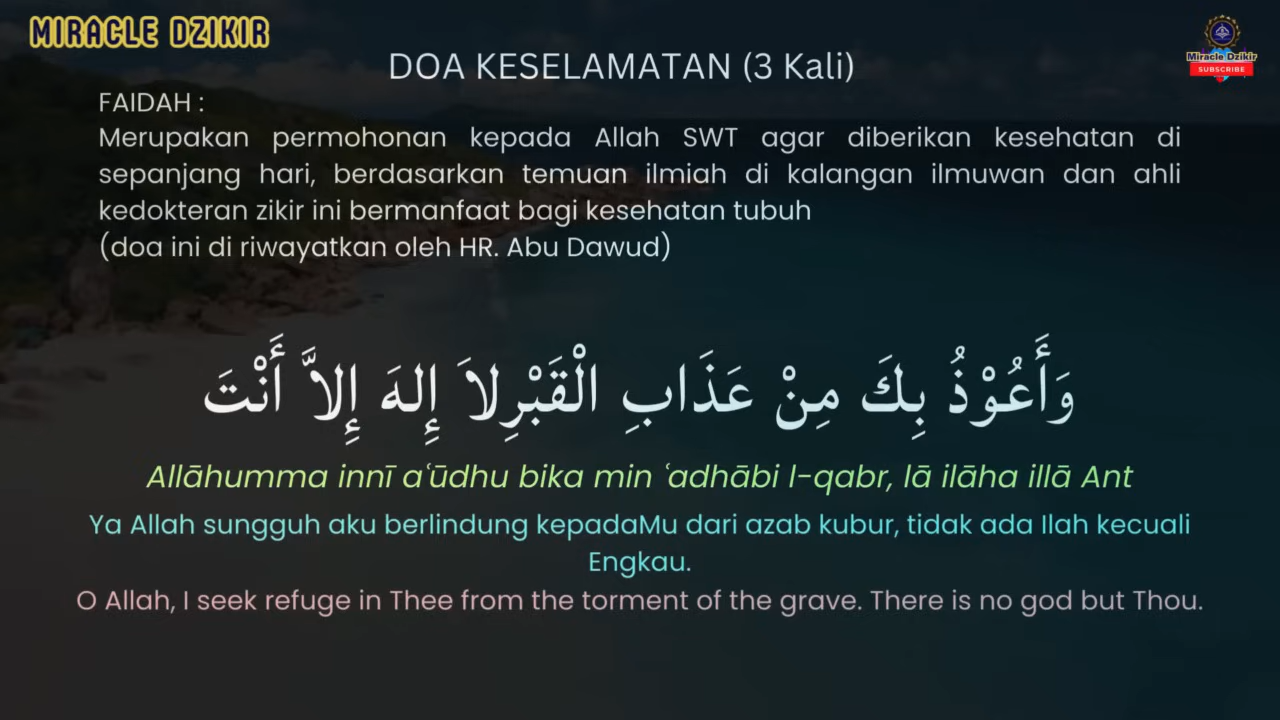 MIRACLE DZIKIR
Miracle Dzikir
SUBSCRIBE
DOA KESELAMATAN (3 Kali)
FAIDAH :
Merupakan permohonan kepada Allah SWT agar diberikan kesehatan di
sepanjang hari, berdasarkan temuan ilmiah di kalangan ilmuwan dan ahli
kedokteran zikir ini bermanfaat bagi kesehatan tubuh
(doa ini di riwayatkan oleh HR. Abu Dawud)
وَأَعُوْذُ بِكَ مِنْ عَذَابِ الْقَبْرِلاَ إِلهَ إِلاَّ أَنْتَ
Allāhumma innī aʿūdhu bika min ʿadhābi l-qabr, lā ilāha illā Ant
Ya Allah sungguh aku berlindung kepadaMu dari azab kubur, tidak ada Ilah kecuali
Engkau.
O Allah, I seek refuge in Thee from the torment of the grave. There is no god but Thou.